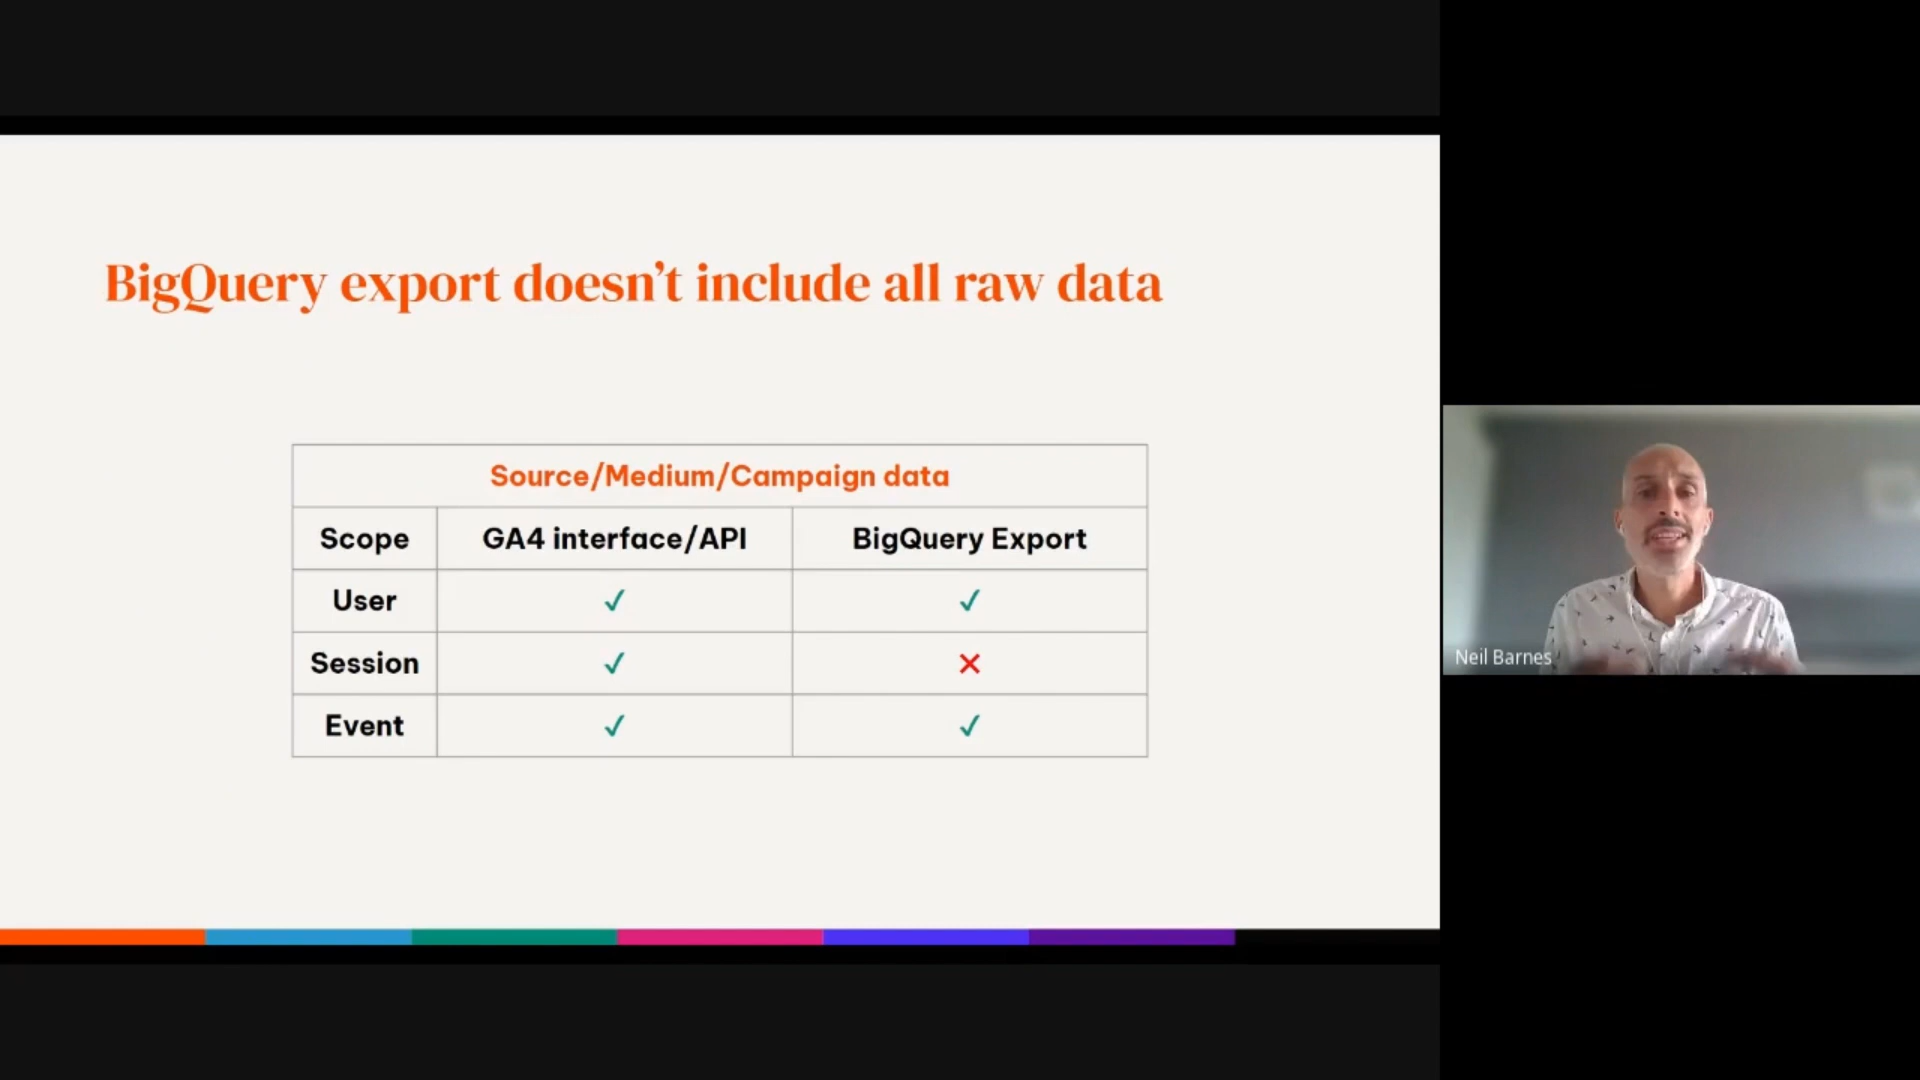 BigQuery export doesn't include all raw data
Source/Medium/Campaign data
Scope GA4 interface/API BigQuery Export
User ✓ ✓
Session ✓ ✕
Event ✓ ✓
Neil Barnes